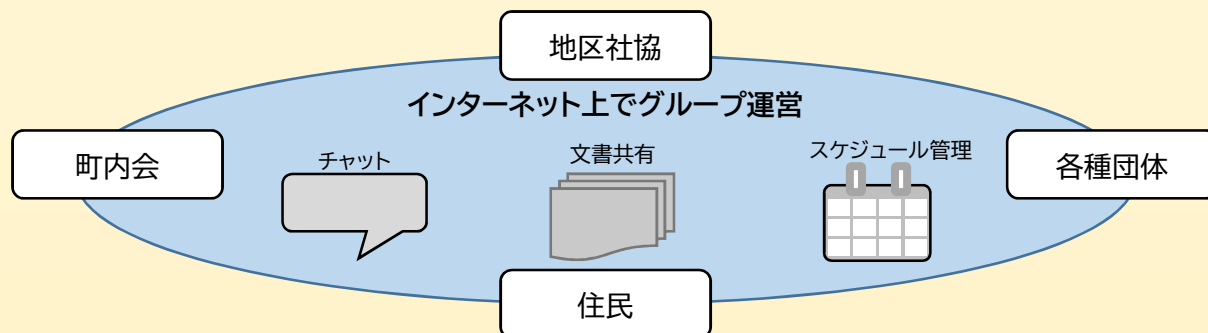 地区社協
インターネット上でグループ運営
町内会
チャット
文書共有
スケジュール管理
各種団体
住民